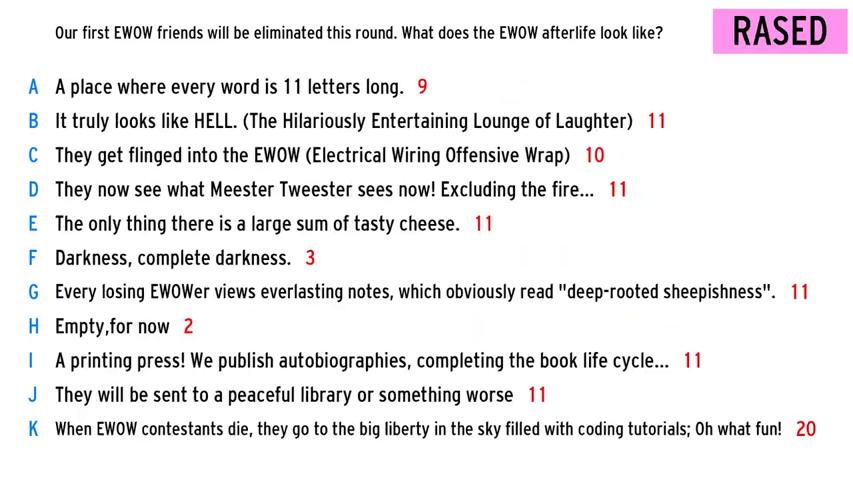 Our first EWOW friends will be eliminated this round. What does the EWOW afterlife look like?
RASED
A A place where every word is 11 letters long. 9
B It truly looks like HELL. (The Hilariously Entertaining Lounge of Laughter) 11
C They get flinged into the EWOW (Electrical Wiring Offensive Wrap) 10
D They now see what Meester Tweester sees now! Excluding the fire... 11
E The only thing there is a large sum of tasty cheese. 11
F Darkness, complete darkness. 3
G Every losing EWOWer views everlasting notes, which obviously read "deep-rooted sheepishness". 11
H Empty,for now 2
I A printing press! We publish autobiographies, completing the book life cycle... 11
J They will be sent to a peaceful library or something worse 11
K When EWOW contestants die, they go to the big liberty in the sky filled with coding tutorials; Oh what fun! 20